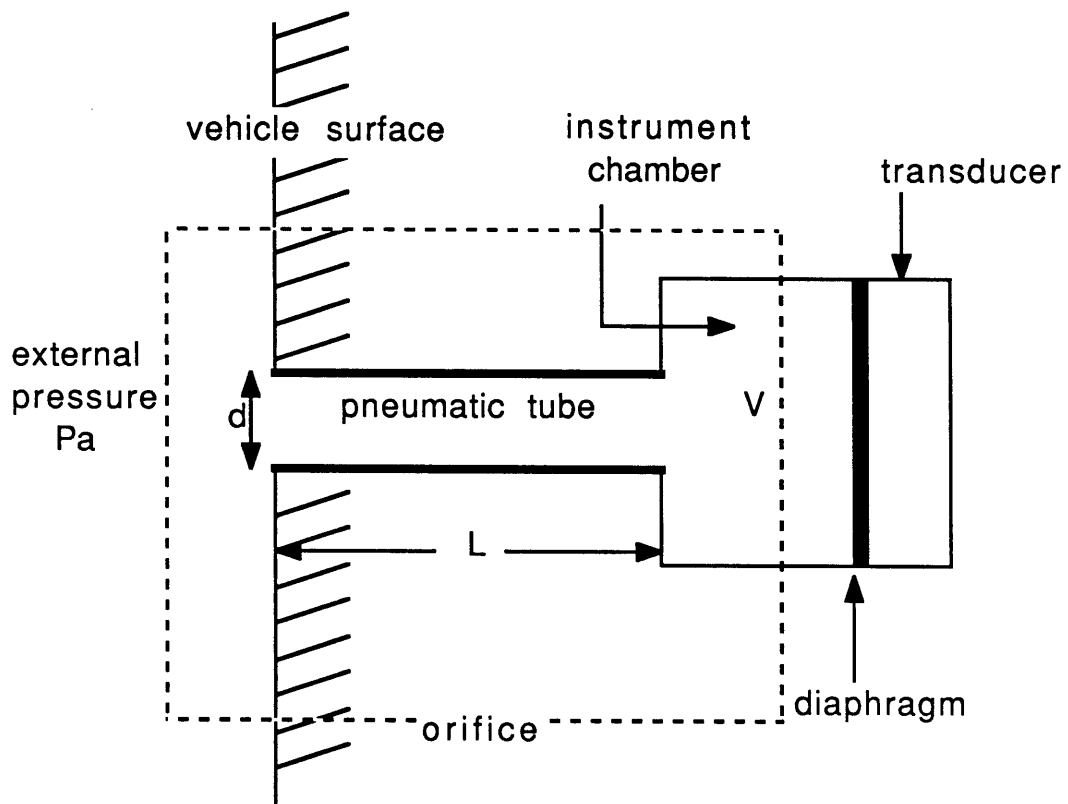 vehicle surface
instrument
chamber
transducer
external
pressure
Pa
d
pneumatic tube
V
L
diaphragm
orifice